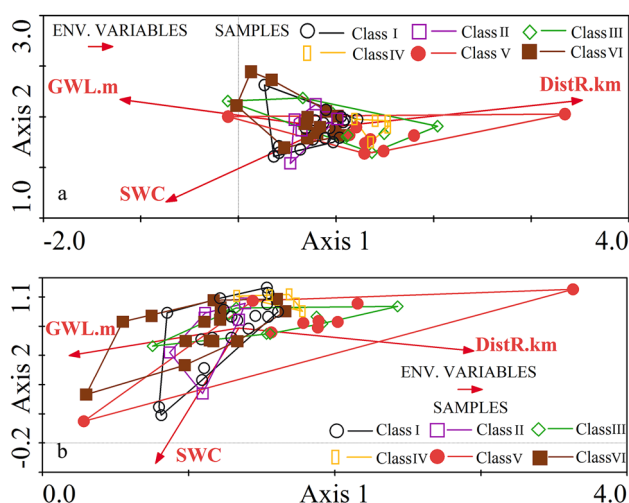 3.0
ENV. VARIABLES SAMPLES Class I Class II Class III
Class IV Class V Class VI
GWL.m DistR.km
Axis 2
SWC
a
1.0
-2.0 Axis 1 4.0
1.1
GWL.m
Axis 2
DistR.km
ENV. VARIABLES
SAMPLES
Class I Class II Class III
Class IV Class V Class VI
SWC
-0.2 b
0.0 Axis 1 4.0